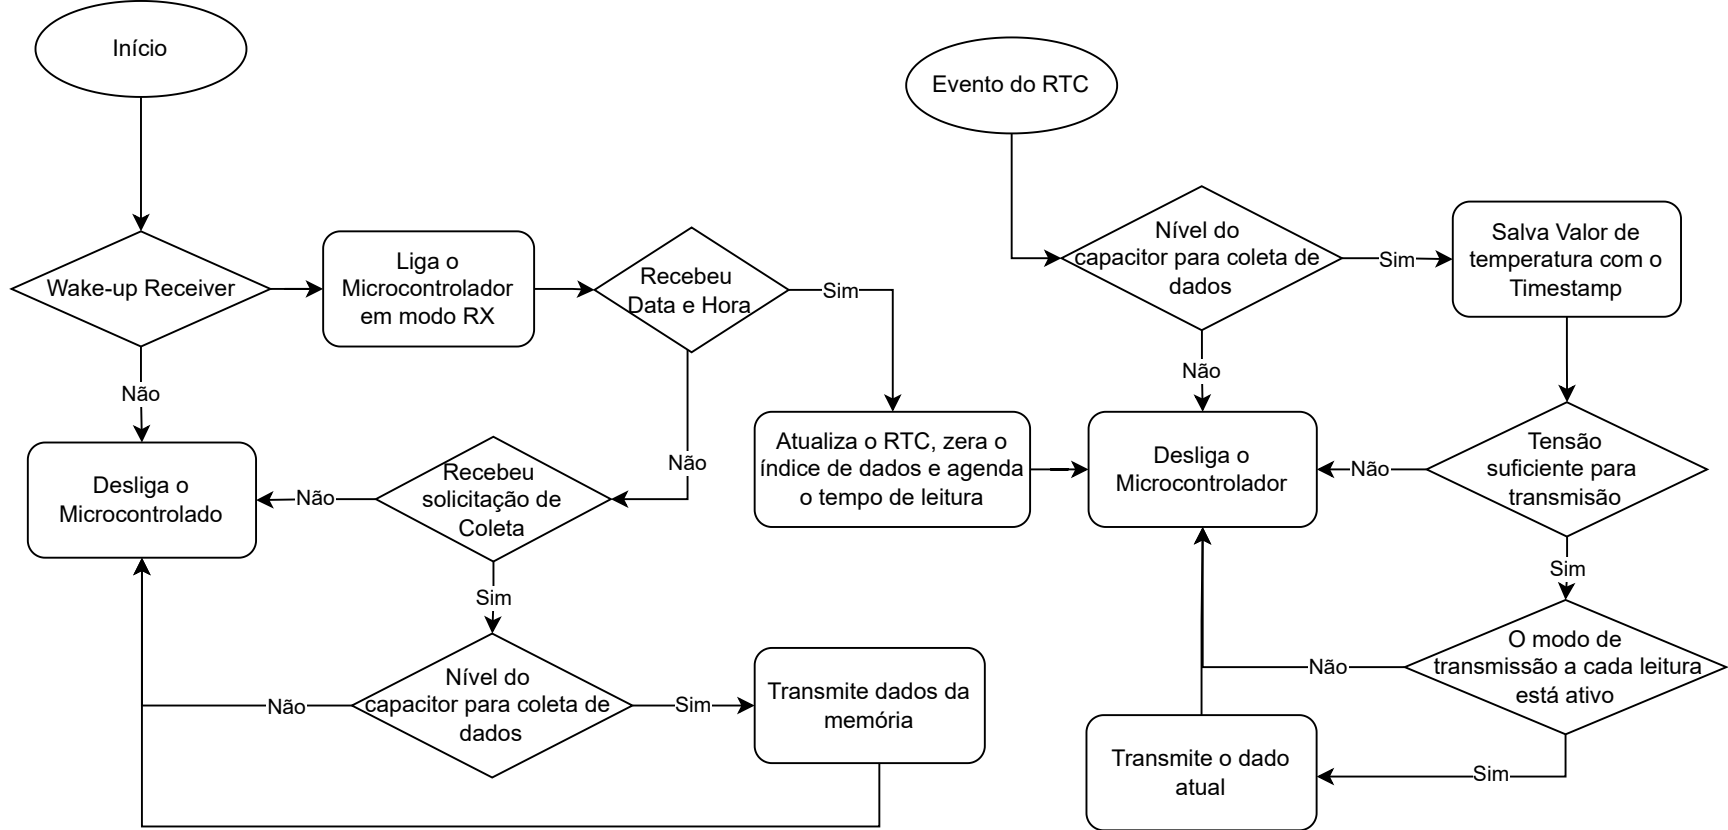 Início
Wake-up Receiver
Não
Desliga o
Microcontrolado
Liga o
Microcontrolador
em modo RX
Recebeu
Data e Hora
Sim
Não
Atualiza o RTC, zera o
índice de dados e agenda
o tempo de leitura
Recebeu
solicitação de
Coleta
Não
Sim
Nível do
capacitor para coleta de
dados
Não
Sim
Transmite dados da
memória
Evento do RTC
Nível do
capacitor para coleta de
dados
Sim
Não
Salva Valor de
temperatura com o
Timestamp
Desliga o
Microcontrolador
Tensão
suficiente para
transmissão
Não
Sim
O modo de
transmissão a cada leitura
está ativo
Não
Sim
Transmite o dado
atual